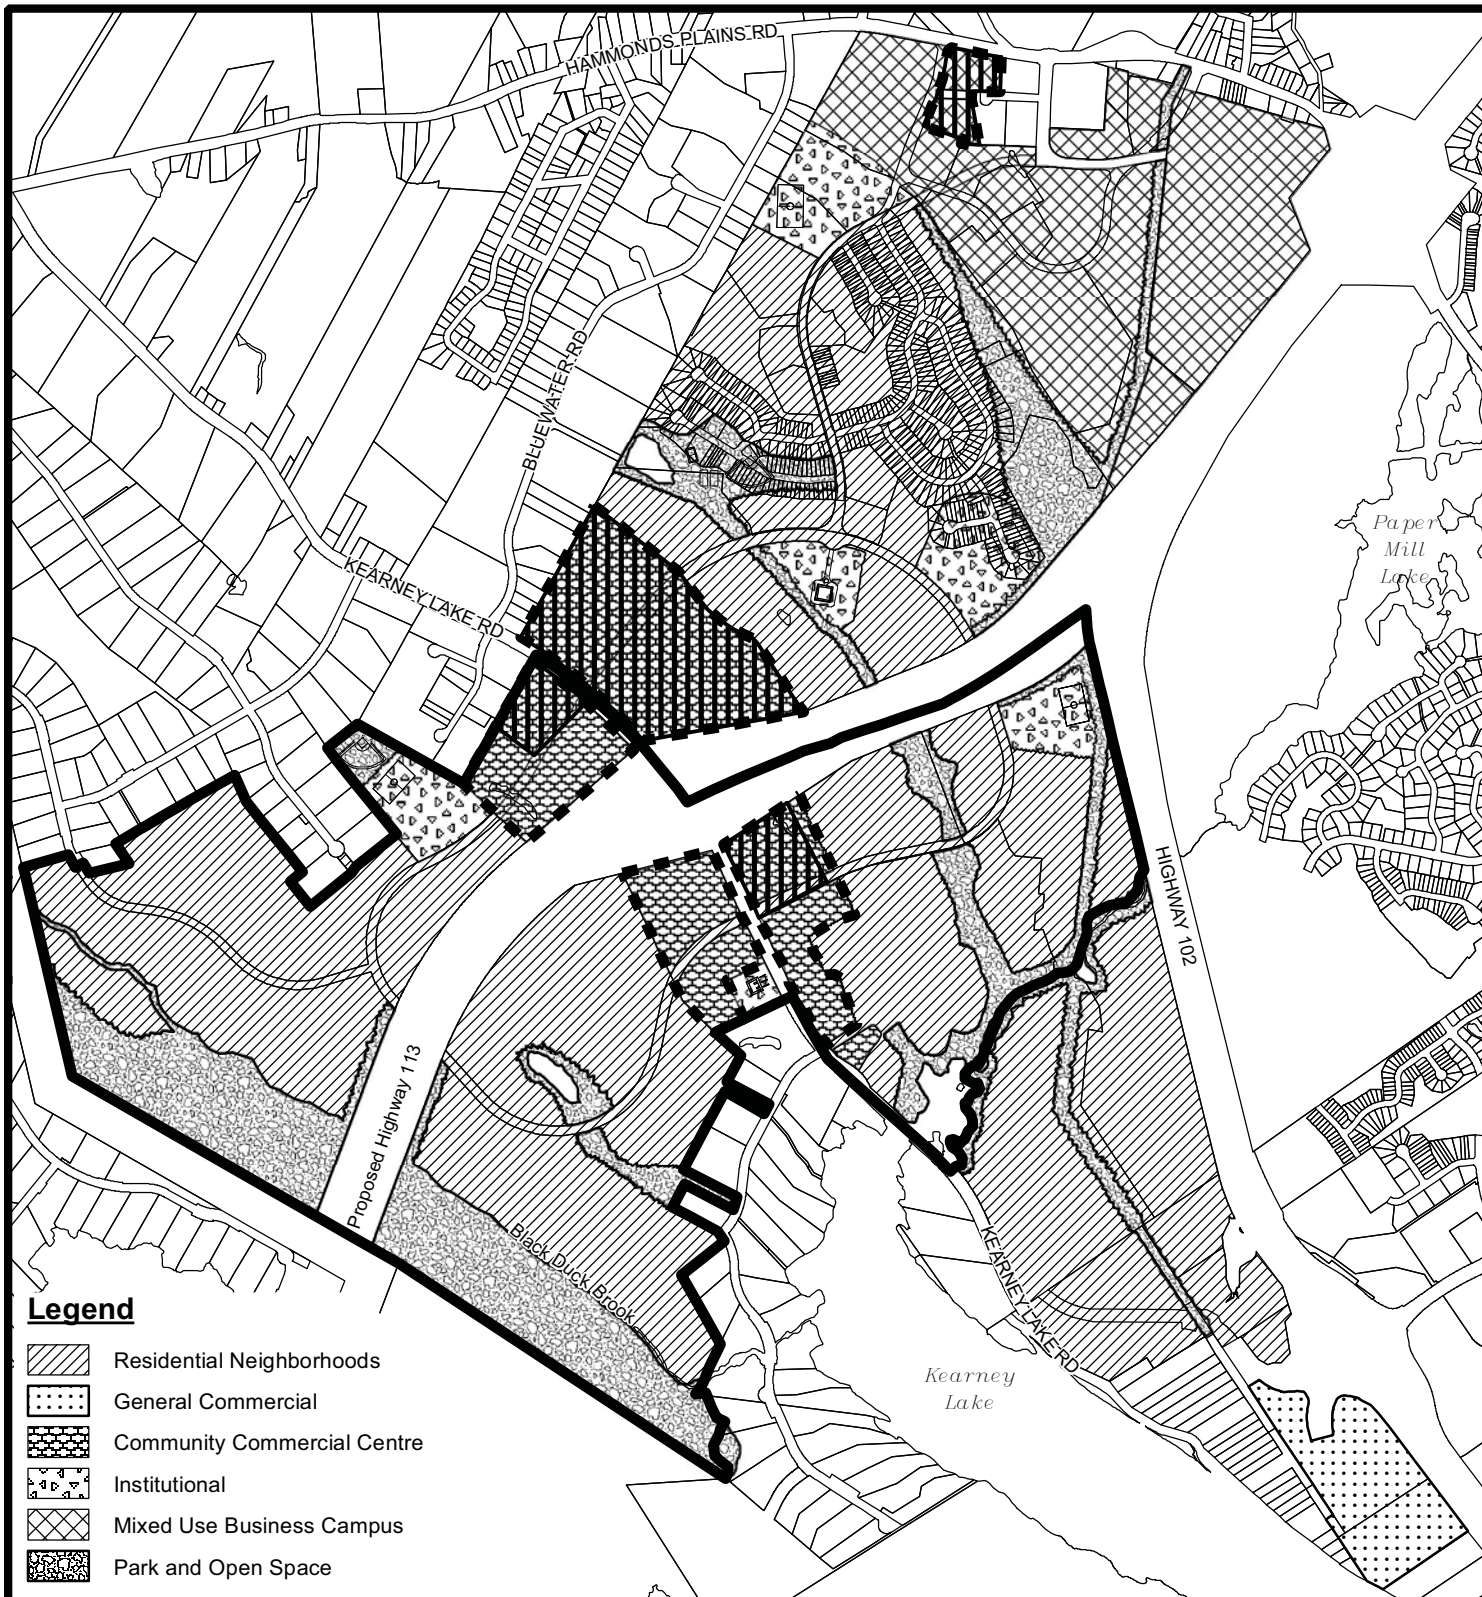 HAMMONDS PLAINS RD
BLUEWATER RD
KEARNEY LAKE RD
Paper
Mill
Lake
HIGHWAY 102
Proposed Highway 113
Black Duck Brook
KEARNEY LAKE RD
Kearney
Lake
Legend
Residential Neighborhoods
General Commercial
Community Commercial Centre
Institutional
Mixed Use Business Campus
Park and Open Space